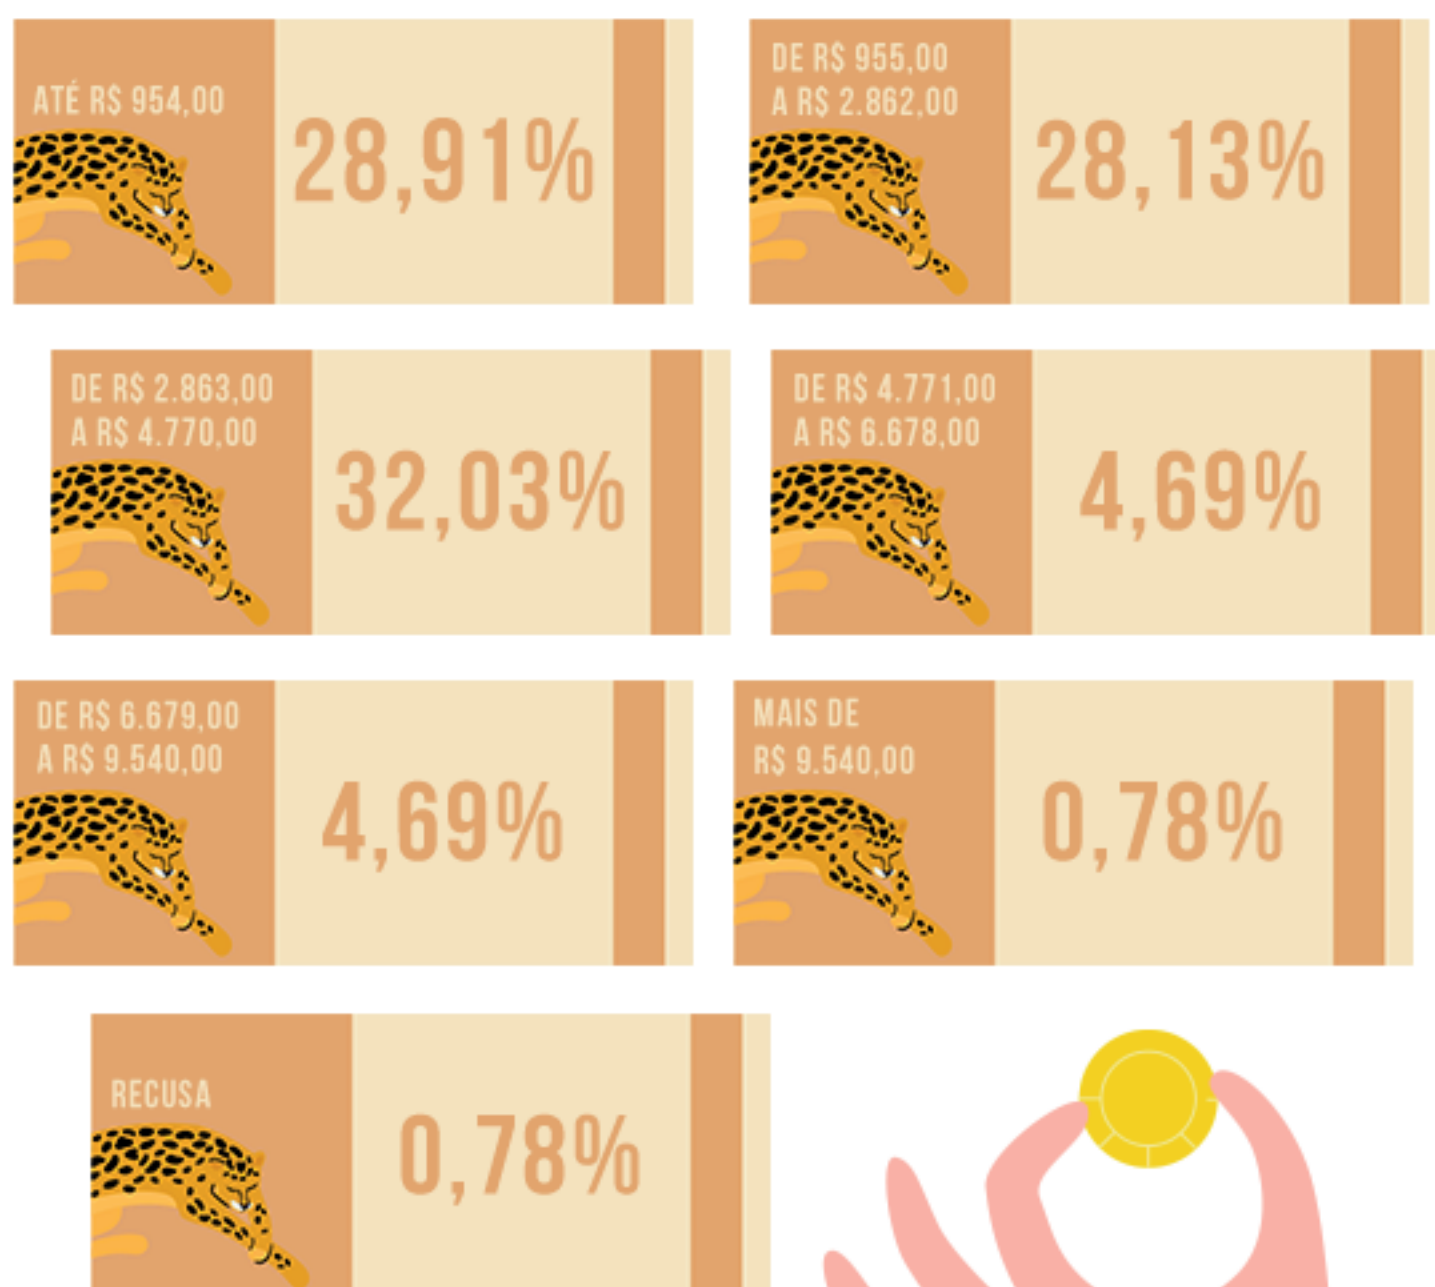 ATÉ R$ 954,00
28,91%
DE R$ 955,00
A R$ 2.862,00
28,13%
DE R$ 2.863,00
A R$ 4.770,00
32,03%
DE R$ 4.771,00
A R$ 6.678,00
4,69%
DE R$ 6.679,00
A R$ 9.540,00
4,69%
MAIS DE
R$ 9.540,00
0,78%
RECUSA
0,78%